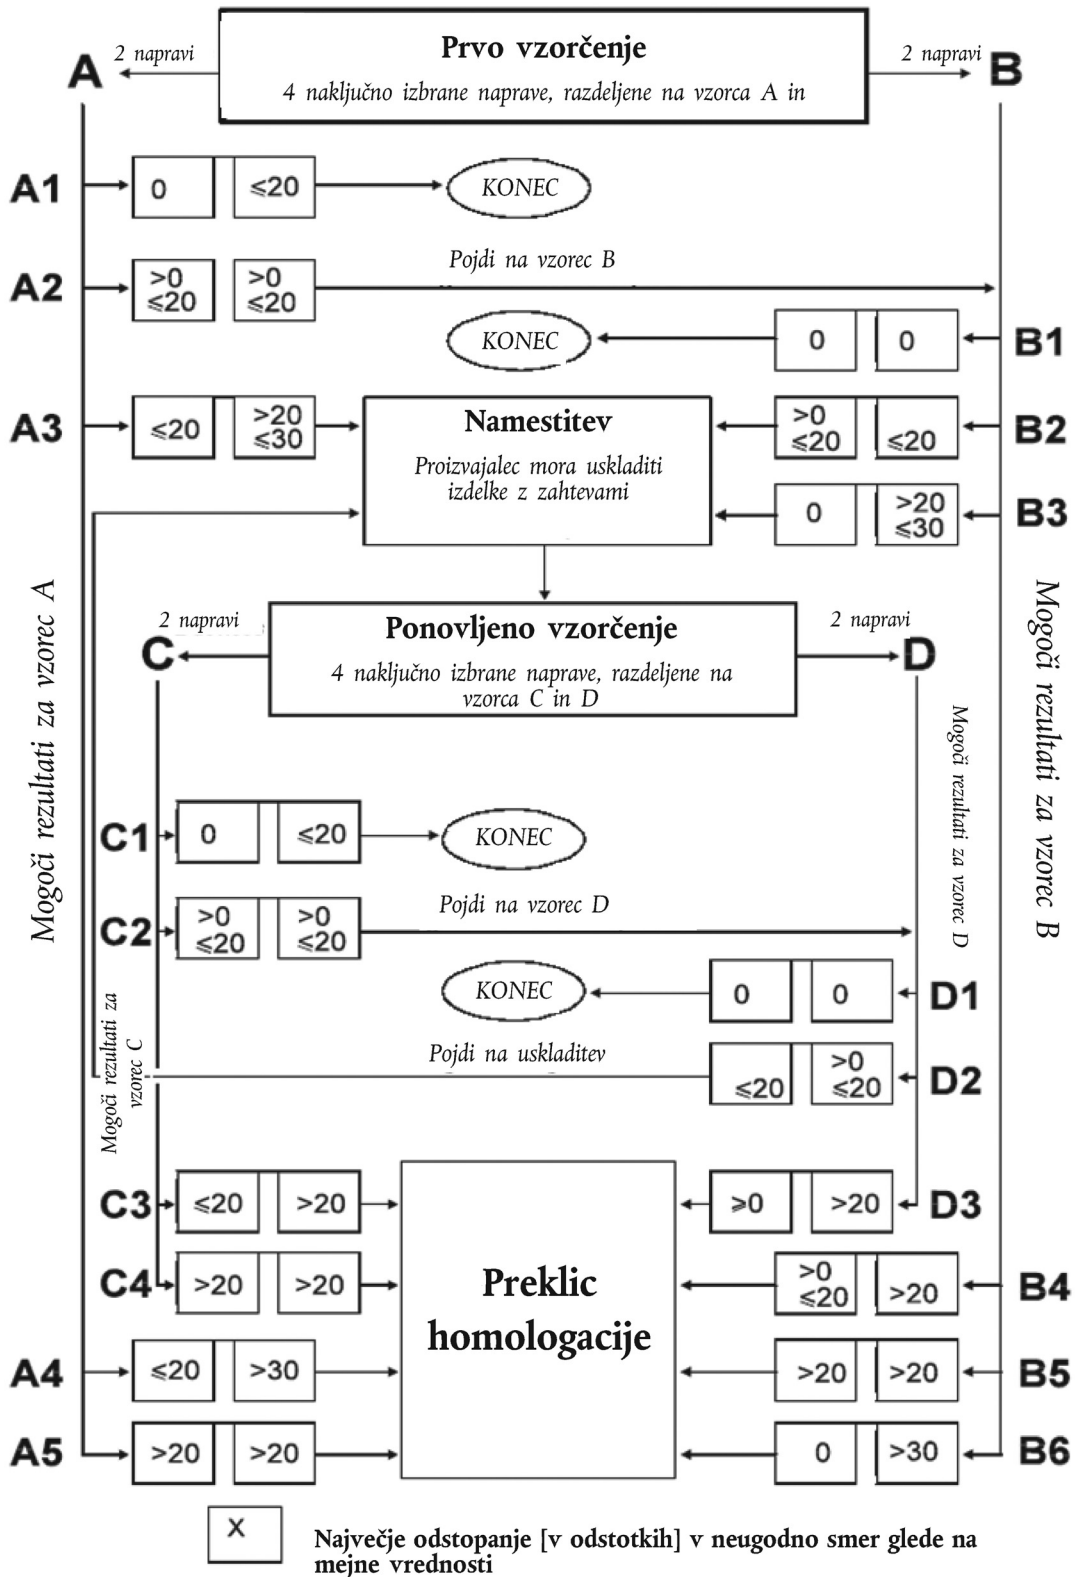 Prvo vzorčenje
4 naključno izbrane naprave, razdeljene na vzorca A in
A
2 napravi
2 napravi
B
A1
0
≤20
KONEC
A2
>0
≤20
>0
≤20
Pojdi na vzorec B
KONEC
0
0
B1
A3
≤20
>20
≤30
Namestitev
Proizvajalec mora uskladiti
izdelke z zahtevami
>0
≤20
≤20
B2
0
>20
≤30
B3
Mogoči rezultati za vzorec A
Mogoči rezultati za vzorec B
2 napravi
C
Ponovljeno vzorčenje
4 naključno izbrane naprave, razdeljene na
vzorca C in D
2 napravi
D
Mogoči rezultati za vzorec D
C1
0
≤20
KONEC
C2
>0
≤20
>0
≤20
Pojdi na vzorec D
KONEC
0
0
D1
Mogoči rezultati za
vzorec C
Pojdi na uskladitev
≤20
>0
≤20
D2
C3
≤20
>20
≥0
>20
D3
C4
>20
>20
Preklic
homologacije
>0
≤20
>20
B4
A4
≤20
>30
>20
>20
B5
A5
>20
>20
0
>30
B6
X
Največje odstopanje [v odstotkih] v neugodno smer glede na
mejne vrednosti